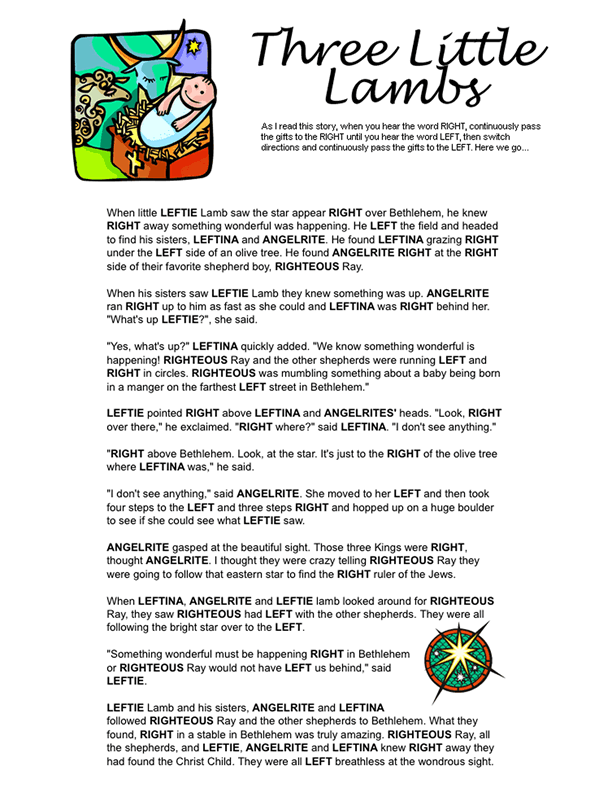 Three Little
Lambs
As I read this story, when you hear the word RIGHT, continuously pass
the gifts to the RIGHT until you hear the word LEFT, then switch
directions and continuously pass the gifts to the LEFT. Here we go...
When little LEFTIE Lamb saw the star appear RIGHT over Bethlehem, he knew
RIGHT away something wonderful was happening. He LEFT the field and headed
to find his sisters, LEFTINA and ANGELRITE. He found LEFTINA grazing RIGHT
under the LEFT side of an olive tree. He found ANGELRITE RIGHT at the RIGHT
side of their favorite shepherd boy, RIGHTEOUS Ray.
When his sisters saw LEFTIE Lamb they knew something was up. ANGELRITE
ran RIGHT up to him as fast as she could and LEFTINA was RIGHT behind her.
"What's up LEFTIE?", she said.
"Yes, what's up?" LEFTINA quickly added. "We know something wonderful is
happening! RIGHTEOUS Ray and the other shepherds were running LEFT and
RIGHT in circles. RIGHTEOUS was mumbling something about a baby being born
in a manger on the farthest LEFT street in Bethlehem."
LEFTIE pointed RIGHT above LEFTINA and ANGELRITES' heads. "Look, RIGHT
over there," he exclaimed. "RIGHT where?" said LEFTINA. "I don't see anything."
"RIGHT above Bethlehem. Look, at the star. It's just to the RIGHT of the olive tree
where LEFTINA was," he said.
"I don't see anything," said ANGELRITE. She moved to her LEFT and then took
four steps to the LEFT and three steps RIGHT and hopped up on a huge boulder
to see if she could see what LEFTIE saw.
ANGELRITE gasped at the beautiful sight. Those three Kings were RIGHT,
thought ANGELRITE. I thought they were crazy telling RIGHTEOUS Ray they
were going to follow that eastern star to find the RIGHT ruler of the Jews.
When LEFTINA, ANGELRITE and LEFTIE lamb looked around for RIGHTEOUS
Ray, they saw RIGHTEOUS had LEFT with the other shepherds. They were all
following the bright star over to the LEFT.
"Something wonderful must be happening RIGHT in Bethlehem
or RIGHTEOUS Ray would not have LEFT us behind," said
LEFTIE.
LEFTIE Lamb and his sisters, ANGELRITE and LEFTINA
followed RIGHTEOUS Ray and the other shepherds to Bethlehem. What they
found, RIGHT in a stable in Bethlehem was truly amazing. RIGHTEOUS Ray, all
the shepherds, and LEFTIE, ANGELRITE and LEFTINA knew RIGHT away they
had found the Christ Child. They were all LEFT breathless at the wondrous sight.